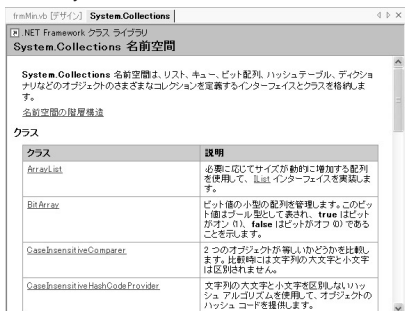 frmMin.vb [デザイン] System.Collections
.NET Framework クラス ライブラリ
System.Collections 名前空間
System.Collections 名前空間は、リスト、キュー、ビット配列、ハッシュテーブル、ディクショ
ナリなどのオブジェクトのさまざまなコレクションを定義するインターフェイスとクラスを格納しま
す。
名前空間の階層構造
クラス
クラス 説明
ArrayList 必要に応じてサイズが動的に増加する配列
を使用して、IList インターフェイスを実装しま
す。
BitArray ビット値の小型の配列を管理します。このビッ
ト値はブール型として表され、true はビット
がオン (1)、false はビットがオフ (0) である
ことを示します。
CaseInsensitiveComparer 2 つのオブジェクトが等しいかどうかを比較し
ます。比較時には文字列の大文字と小文字
は区別されません。
CaseInsensitiveHashCodeProvider 文字列の大文字と小文字を区別しないハッ
シュ アルゴリズムを使用して、オブジェクトの
ハッシュ コードを提供します。